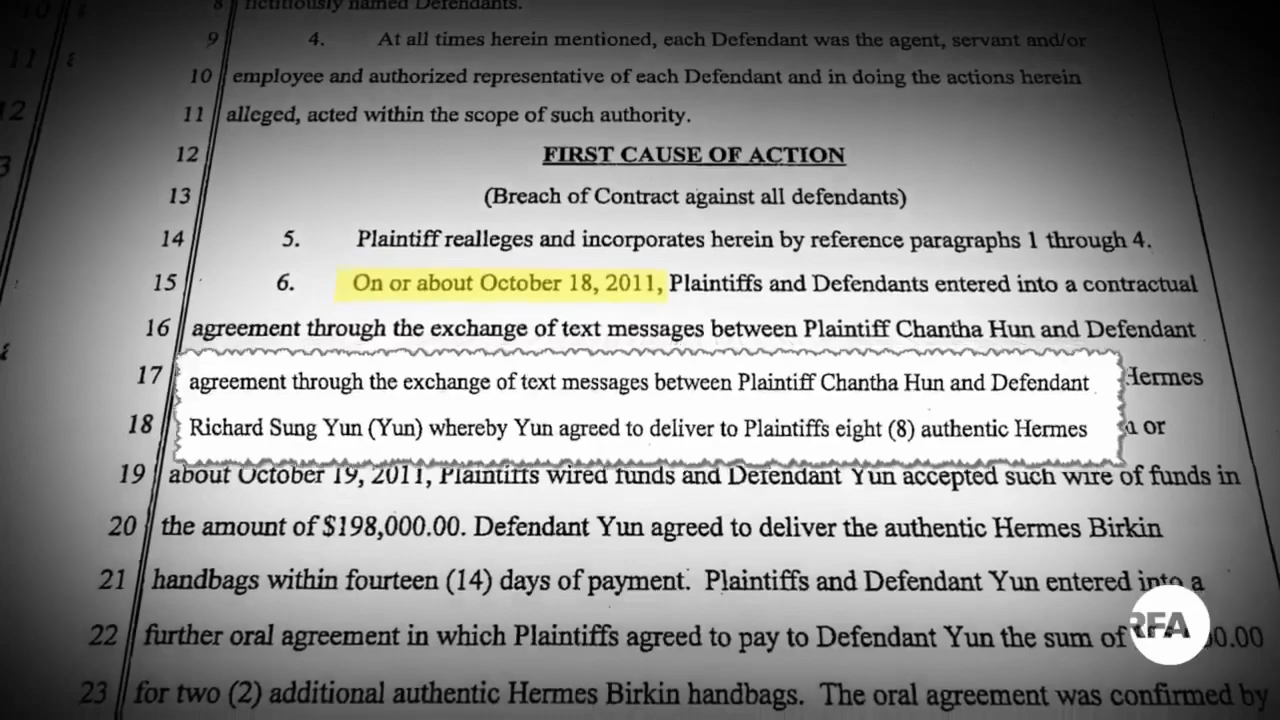 8 fictitiously named Defendants.
9 4. At all times herein mentioned, each Defendant was the agent, servant and/or
10 employee and authorized representative of each Defendant and in doing the actions herein
11 alleged, acted within the scope of such authority.
12 FIRST CAUSE OF ACTION
13 (Breach of Contract against all defendants)
14 5. Plaintiff realleges and incorporates herein by reference paragraphs 1 through 4.
15 6. On or about October 18, 2011, Plaintiffs and Defendants entered into a contractual
16 agreement through the exchange of text messages between Plaintiff Chantha Hun and Defendant
17 Hermes
agreement through the exchange of text messages between Plaintiff Chantha Hun and Defendant
18 or
Richard Sung Yun (Yun) whereby Yun agreed to deliver to Plaintiffs eight (8) authentic Hermes
19 about October 19, 2011, Plaintiffs wired funds and Defendant Yun accepted such wire of funds in
20 the amount of $198,000.00. Defendant Yun agreed to deliver the authentic Hermes Birkin
21 handbags within fourteen (14) days of payment. Plaintiffs and Defendant Yun entered into a
22 further oral agreement in which Plaintiffs agreed to pay to Defendant Yun the sum of 00.00
RFA
23 for two (2) additional authentic Hermes Birkin handbags. The oral agreement was confirmed by
10
11
12
3